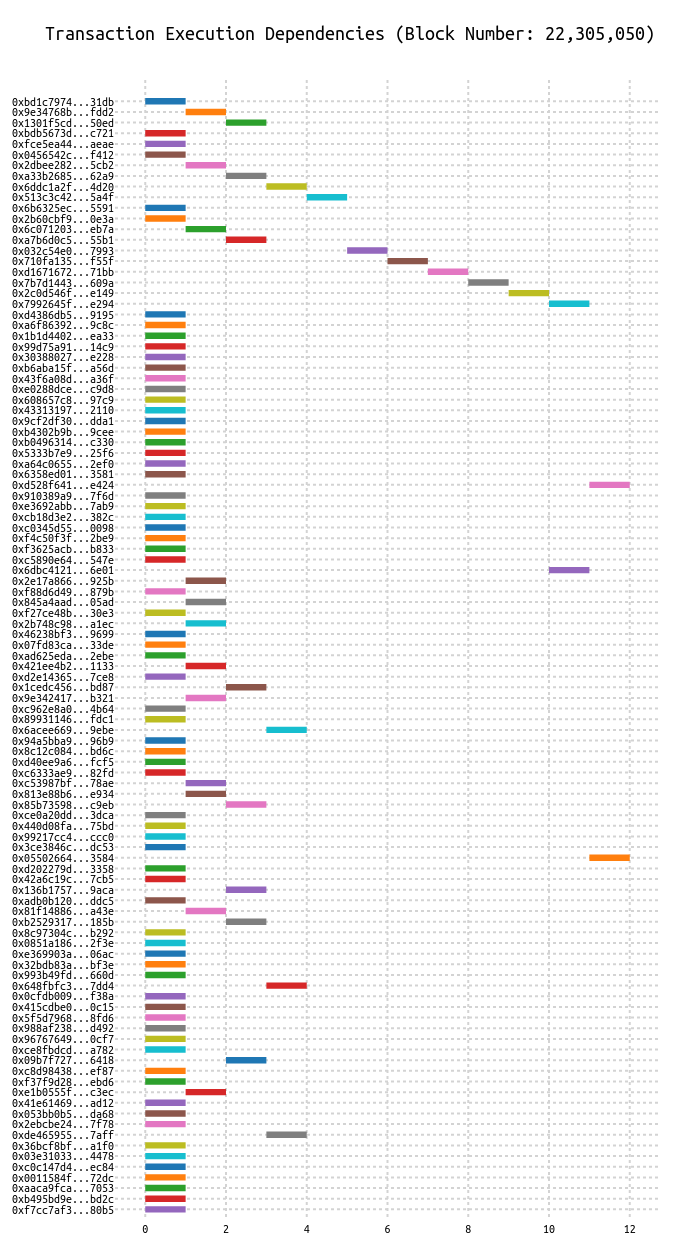 Transaction Execution Dependencies (Block Number: 22,305,050)
0xbd1c7974...31db
0x9e34768b...fdd2
0x1301f5cd...50ed
0xbdb5673d...c721
0xfce5ea44...aeae
0x0456542c...f412
0x2dbee282...5cb2
0xa33b2685...62a9
0x6ddc1a2f...4d20
0x513c3c42...5a4f
0x6b6325ec...5591
0x2b60cbf9...0e3a
0x6c071203...eb7a
0xa7b6d0c5...55b1
0x032c54e0...7993
0x710fa135...f55f
0xd1671672...71bb
0x7b7d1443...609a
0x2c0d546f...e149
0x7992645f...e294
0xd4386db5...9195
0xa6f86392...9c8c
0x1b1d4402...ea33
0x99d75a91...14c9
0x30388027...e228
0xb6aba15f...a56d
0x43f6a08d...a36f
0xe0288dce...c9d8
0x608657c8...97c9
0x43313197...2110
0x9cf2df30...dda1
0xb4302b9b...9cee
0xb0496314...c330
0x5333b7e9...25f6
0xa64c0655...2ef0
0x6358ed01...3581
0xd528f641...e424
0x910389a9...7f6d
0xe3692abb...7ab9
0xcb18d3e2...382c
0xc0345d55...0098
0xf4c50f3f...2be9
0xf3625acb...b833
0xc5890e64...547e
0x6dbc4121...6e01
0x2e17a866...925b
0xf88d6d49...879b
0x845a4aad...05ad
0xf27ce48b...30e3
0x2b748c98...a1ec
0x46238bf3...9699
0x07fd83ca...33de
0xad625eda...2ebe
0x421ee4b2...1133
0xd2e14365...7ce8
0x1cedc456...bd87
0x9e342417...b321
0xc962e8a0...4b64
0x89931146...fdc1
0x6acee669...9ebe
0x94a5bba9...96b9
0x8c12c084...bd6c
0xd40ee9a6...fcf5
0xc6333ae9...82fd
0xc53987bf...78ae
0x813e88b6...e934
0x85b73598...c9eb
0xce0a20dd...3dca
0x440d08fa...75bd
0x99217cc4...ccc0
0x3ce3846c...dc53
0x05502664...3584
0xd202279d...3358
0x42a6c19c...7cb5
0x136b1757...9aca
0xadb0b120...ddc5
0x81f14886...a43e
0xb2529317...185b
0x8c97304c...b292
0x0851a186...2f3e
0xe369903a...06ac
0x32bdb83a...bf3e
0x993b49fd...660d
0x648fbfc3...7dd4
0x0cfdb009...f38a
0x415cdbe0...0c15
0x5f5d7968...8fd6
0x988af238...d492
0x96767649...0cf7
0xce8fbdcd...a782
0x09b7f727...6418
0xc8d98438...ef87
0xf37f9d28...ebd6
0xe1b0555f...c3ec
0x41e61469...ad12
0x053bb0b5...da68
0x2ebcbe24...7f78
0xde465955...7aff
0x36bcf8bf...a1f0
0x03e31033...4478
0xc0c147d4...ec84
0x0011584f...72dc
0xaaca9fca...7053
0xb495bd9e...bd2c
0xf7cc7af3...80b5
0 2 4 6 8 10 12